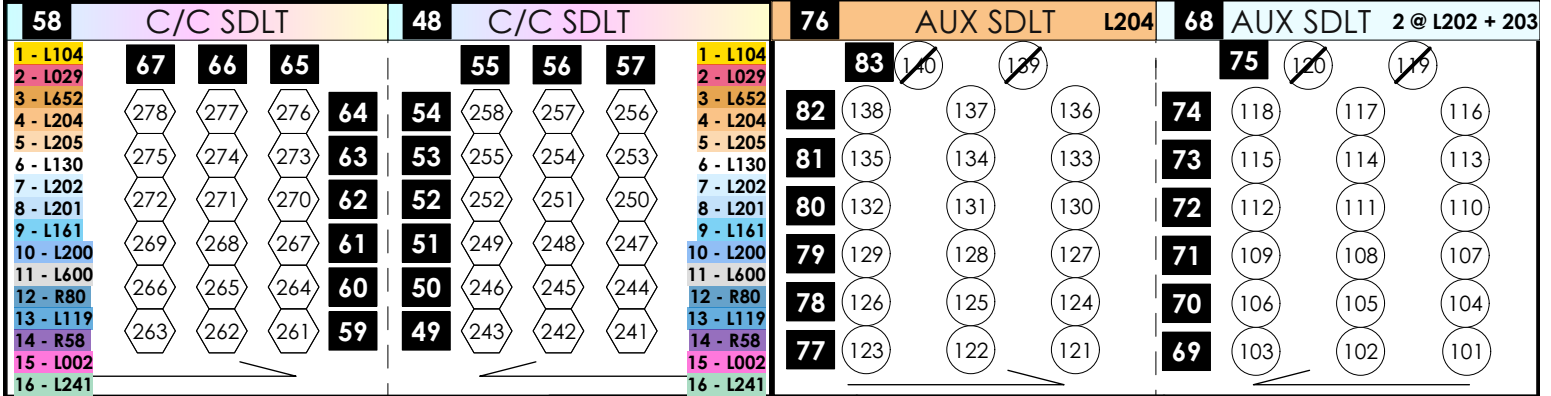 58 C/C SDLT 48 C/C SDLT 76 AUX SDLT L204 68 AUX SDLT 2 @ L202 + 203
1 - L104
2 - L029
3 - L652
4 - L204
5 - L205
6 - L130
7 - L202
8 - L201
9 - L161
10 - L200
11 - L600
12 - R80
13 - L119
14 - R58
15 - L002
16 - L241
67 66 65
278 277 276 64
275 274 273 63
272 271 270 62
269 268 267 61
266 265 264 60
263 262 261 59
55 56 57
54 258 257 256
53 255 254 253
52 252 251 250
51 249 248 247
50 246 245 244
49 243 242 241
1 - L104
2 - L029
3 - L652
4 - L204
5 - L205
6 - L130
7 - L202
8 - L201
9 - L161
10 - L200
11 - L600
12 - R80
13 - L119
14 - R58
15 - L002
16 - L241
83 140 139
82 138 137 136
81 135 134 133
80 132 131 130
79 129 128 127
78 126 125 124
77 123 122 121
75 120 119
74 118 117 116
73 115 114 113
72 112 111 110
71 109 108 107
70 106 105 104
69 103 102 101